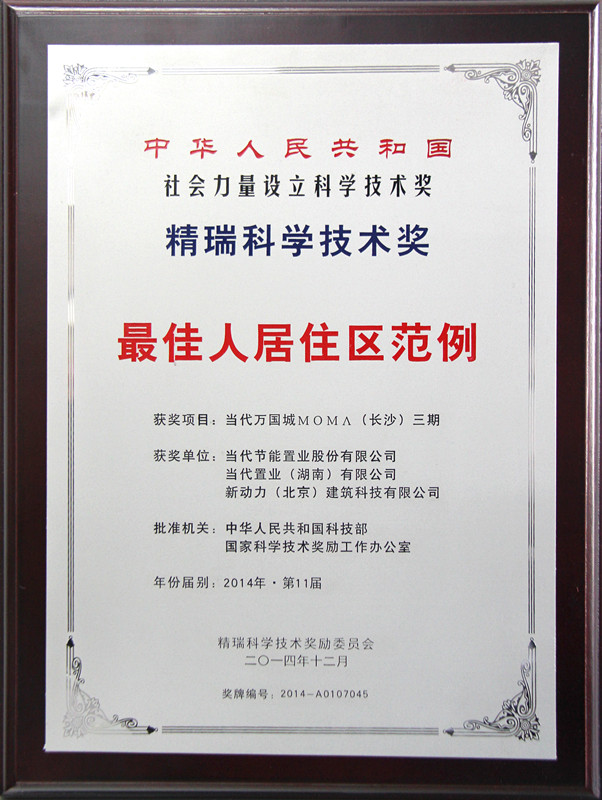 中华人民共和国
社会力量设立科学技术奖
精瑞科学技术奖
最佳人居住区范例
获奖项目：当代万国城MOMΛ（长沙）三期
获奖单位：当代节能置业股份有限公司
当代置业（湖南）有限公司
新动力（北京）建筑科技有限公司
批准机关：中华人民共和国科技部
国家科学技术奖励工作办公室
年份届别：2014年·第11届
精瑞科学技术奖励委员会
二〇一四年十二月
奖牌编号：2014-A0107045